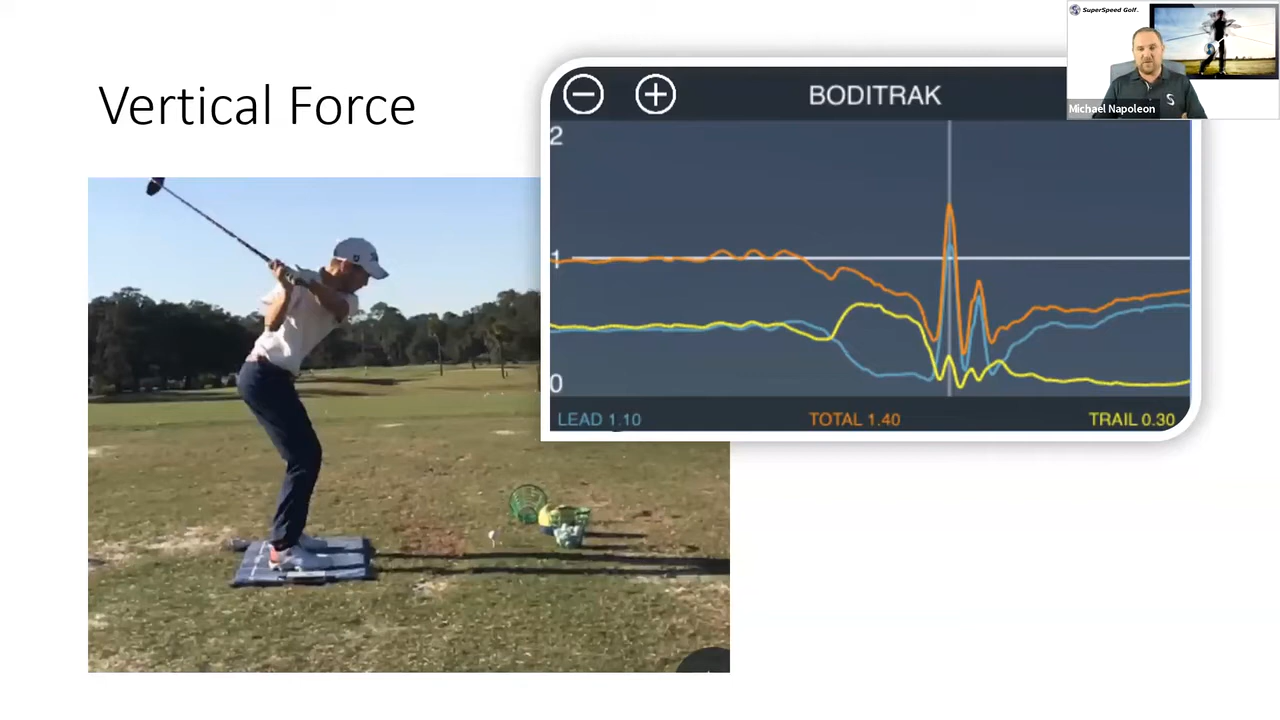 Vertical Force
BODITRAK
2
1
0
LEAD 1.10
TOTAL 1.40
TRAIL 0.30
SuperSpeed Golf.
Michael Napoleon